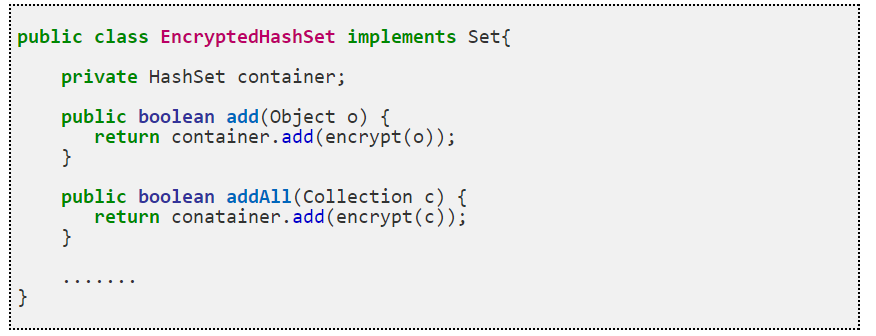 public class EncryptedHashSet implements Set{
private HashSet container;
public boolean add(Object o) {
return container.add(encrypt(o));
}
public boolean addAll(Collection c) {
return conatainer.add(encrypt(c));
}
.......
}